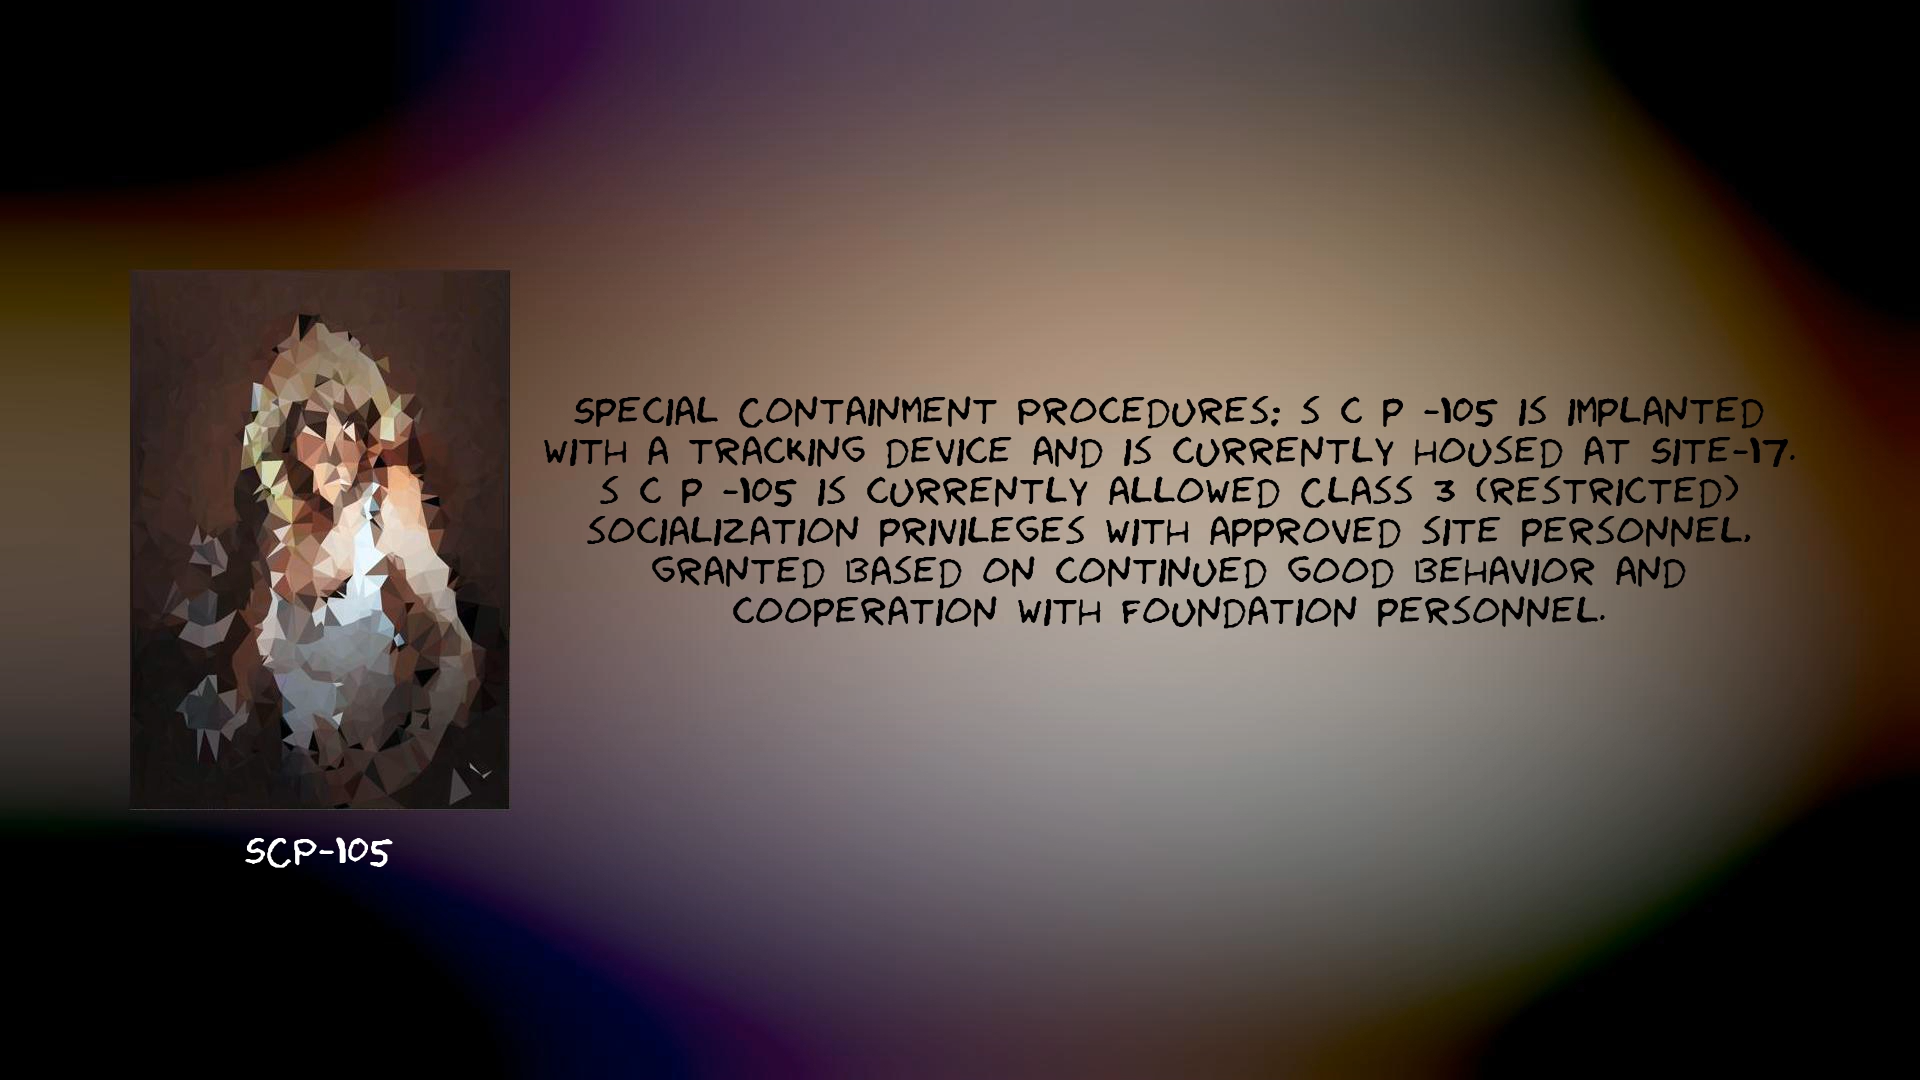 SPECIAL CONTAINMENT PROCEDURES: S C P -105 IS IMPLANTED
WITH A TRACKING DEVICE AND IS CURRENTLY HOUSED AT SITE-17.
S C P -105 IS CURRENTLY ALLOWED CLASS 3 (RESTRICTED)
SOCIALIZATION PRIVILEGES WITH APPROVED SITE PERSONNEL,
GRANTED BASED ON CONTINUED GOOD BEHAVIOR AND
COOPERATION WITH FOUNDATION PERSONNEL.
SCP-105